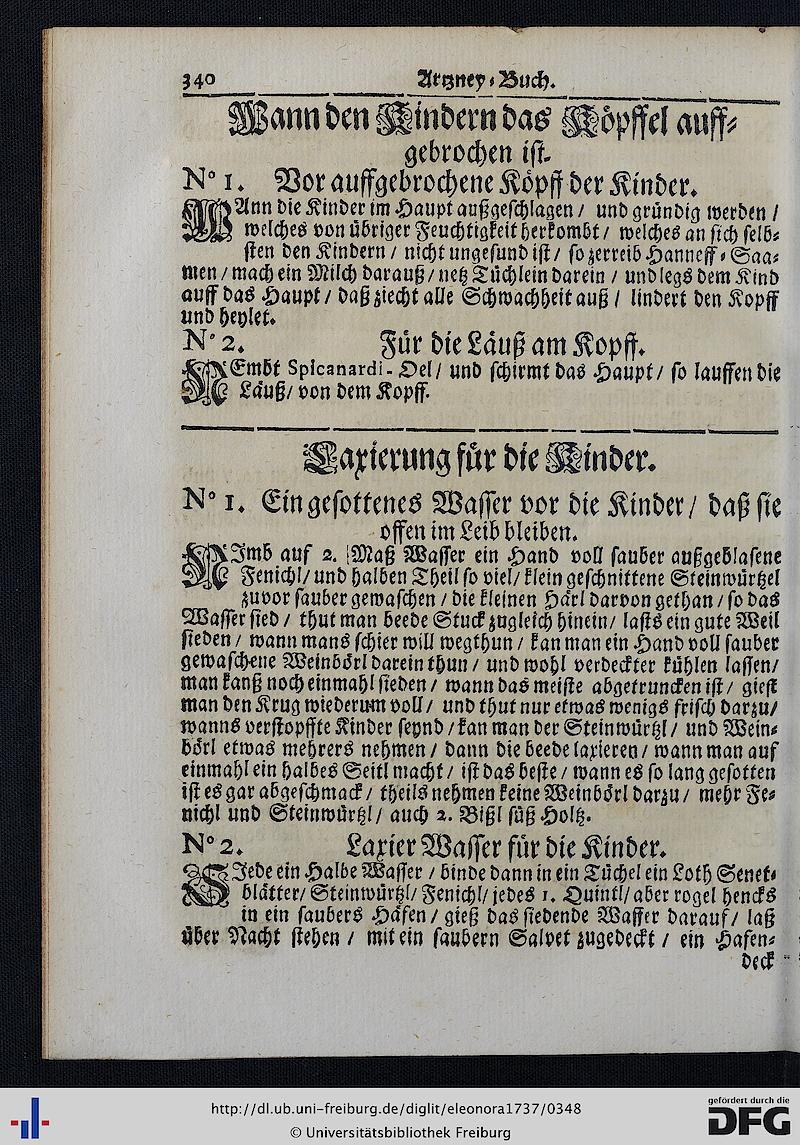 340 Artzney-Buch.
Wann den Kindern das Köpffel auff-
gebrochen ist.
N° 1. Vor auffgebrochene Köpff der Kinder.
WAnn die Kinder im Haupt außgeschlagen / und gründig werden /
welches von übriger Feuchtigkeit herkombt / welches an sich selb-
sten den Kindern / nicht ungesund ist / so zerreib Hanneff-Saa-
men / mach ein Milch darauß / netz Tüchlein darein / und legs dem Kind
auff das Haupt / daß ziecht alle Schwachheit auß / lindert den Kopff
und heylet.
N° 2. Für die Läuß am Kopff.
NEmbt Spicanardi-Oel / und schirmt das Haupt / so lauffen die
Läuß / von dem Kopff.
Laxierung für die Kinder.
N° 1. Ein gesottenes Wasser vor die Kinder / daß sie
offen im Leib bleiben.
NImb auf 2. Maß Wasser ein Hand voll sauber außgeblasene
Fenichl / und halben Theil so viel / klein geschnittene Steinwürtzel
zuvor sauber gewaschen / die kleinen Härl darvon gethan / so das
Wasser sied / thut man beede Stuck zugleich hinein / lasts ein gute Weil
sieden / wann mans schier will wegthun / kan man ein Hand voll sauber
gewaschene Weinbörl darein thun / und wohl verdeckter kühlen lassen /
man kanß noch einmahl sieden / wann das meiste abgetruncken ist / giest
man den Krug wiederum voll / und thut nur etwas wenigs frisch darzu /
wanns verstopffte Kinder seynd / kan man der Steinwürtzl / und Wein-
börl etwas mehrers nehmen / dann die beede laxieren / wann man auf
einmahl ein halbes Seitl macht / ist das beste / wann es so lang gesotten
ist es gar abgeschmack / theils nehmen keine Weinbörl darzu / mehr Fe-
nichl und Steinwürtzl / auch 2. Bißl süß Holtz.
N° 2. Laxier Wasser für die Kinder.
SIede ein Halbe Wasser / binde dann in ein Tüchel ein Loth Senet-
blätter / Steinwürtzl / Fenichl / jedes 1. Quintl / aber rogel hencks
in ein saubers Häfen / gieß das siedende Wasser darauf / laß
über Nacht stehen / mit ein saubern Salvet zugedeckt / ein Hafen-
deck
http://dl.ub.uni-freiburg.de/diglit/eleonora1737/0348
© Universitätsbibliothek Freiburg
gefördert durch die
DFG